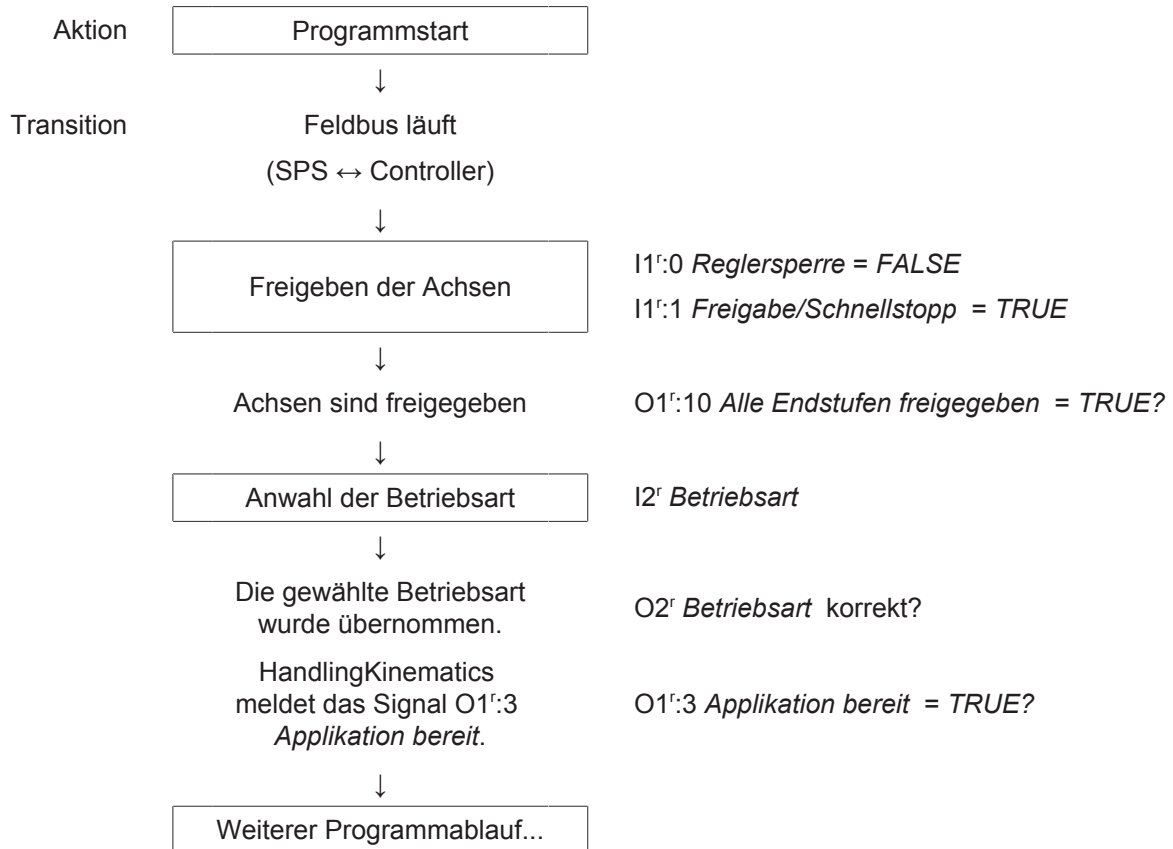 Aktion Programmstart
↓
Transition Feldbus läuft
(SPS ↔ Controller)
↓
Freigeben der Achsen
I1ʳ:0 Reglersperre = FALSE
I1ʳ:1 Freigabe/Schnellstopp = TRUE
↓
Achsen sind freigegeben O1ʳ:10 Alle Endstufen freigegeben = TRUE?
↓
Anwahl der Betriebsart I2ʳ Betriebsart
↓
Die gewählte Betriebsart
wurde übernommen.
O2ʳ Betriebsart korrekt?
HandlingKinematics
meldet das Signal O1ʳ:3
Applikation bereit.
O1ʳ:3 Applikation bereit = TRUE?
↓
Weiterer Programmablauf...